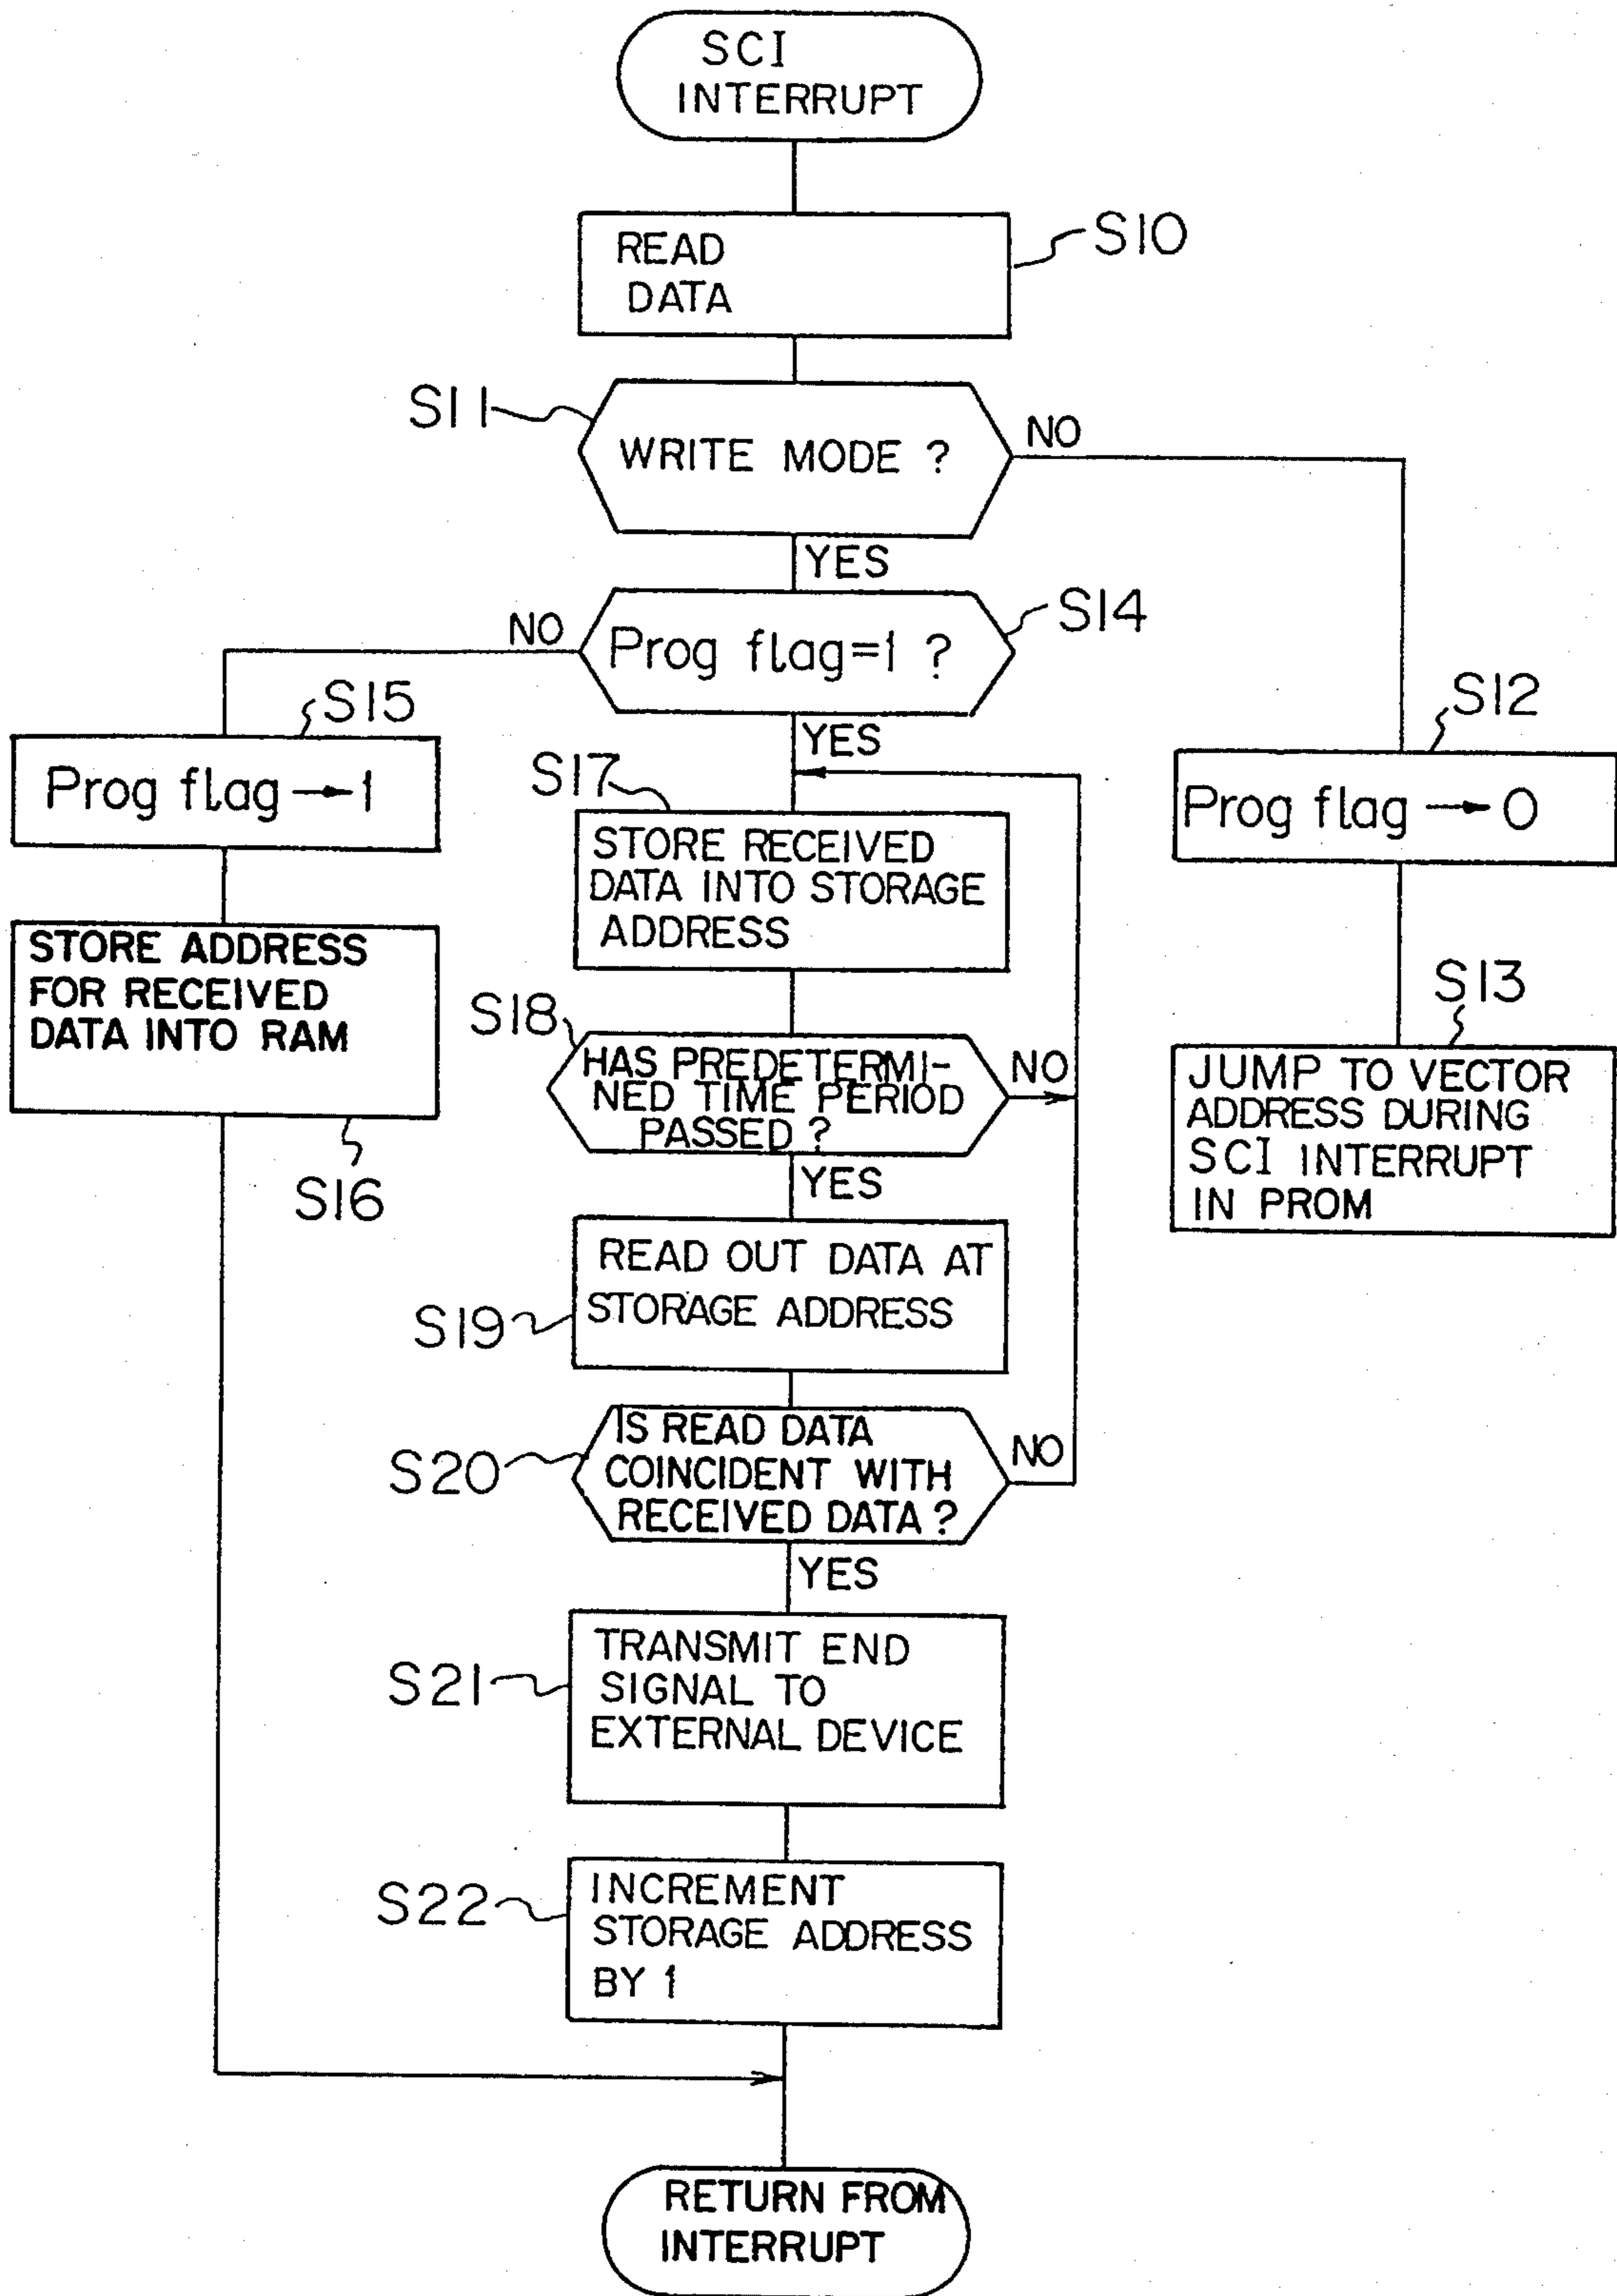 SCI
INTERRUPT
READ
DATA
S10
S11
WRITE MODE ?
NO
YES
S14
NO
Prog flag=1 ?
S15
YES
S12
Prog flag → 1
S17
Prog flag → 0
STORE RECEIVED
DATA INTO STORAGE
ADDRESS
STORE ADDRESS
FOR RECEIVED
DATA INTO RAM
S16
S18
HAS PREDETERMI-
NED TIME PERIOD
PASSED ?
NO
YES
S13
JUMP TO VECTOR
ADDRESS DURING
SCI INTERRUPT
IN PROM
READ OUT DATA AT
STORAGE ADDRESS
S19
IS READ DATA
COINCIDENT WITH
RECEIVED DATA ?
S20
NO
YES
TRANSMIT END
SIGNAL TO
EXTERNAL DEVICE
S21
INCREMENT
STORAGE ADDRESS
BY 1
S22
RETURN FROM
INTERRUPT